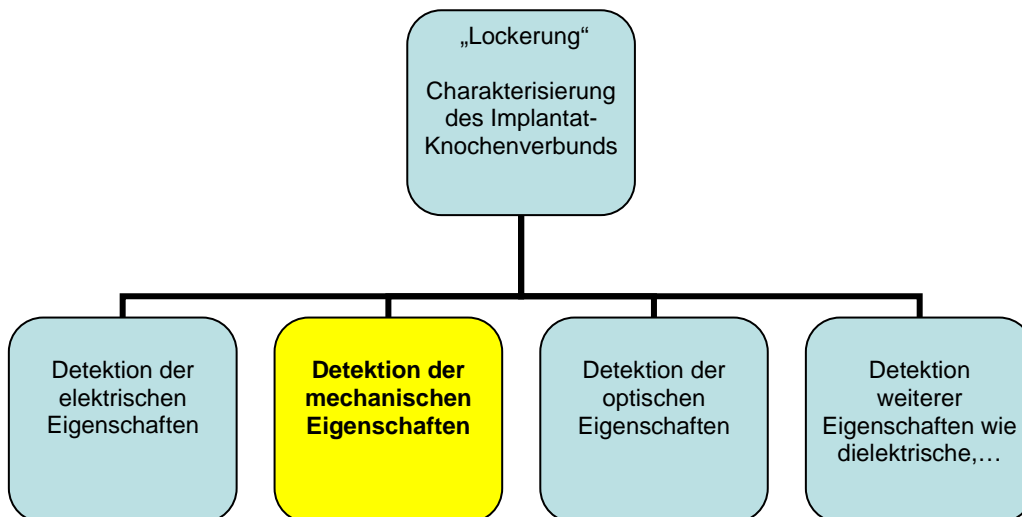 „Lockerung“
Charakterisierung
des Implantat-
Knochenverbunds
Detektion der
elektrischen
Eigenschaften
Detektion der
mechanischen
Eigenschaften
Detektion der
optischen
Eigenschaften
Detektion
weiterer
Eigenschaften wie
dielektrische,…